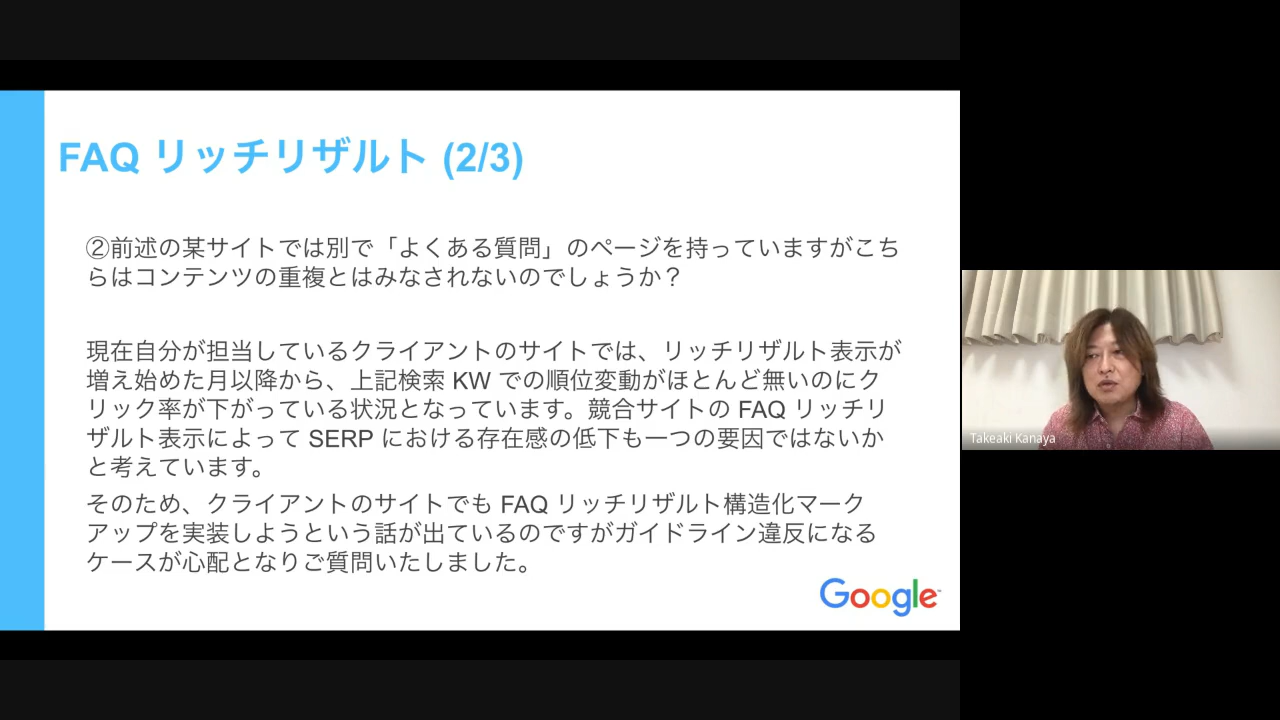 FAQ リッチリザルト (2/3)
②前述の某サイトでは別で「よくある質問」のページを持っていますがこち
らはコンテンツの重複とはみなされないのでしょうか？
現在自分が担当しているクライアントのサイトでは、リッチリザルト表示が
増え始めた月以降から、上記検索 KW での順位変動がほとんど無いのにク
リック率が下がっている状況となっています。競合サイトの FAQ リッチリ
ザルト表示によって SERP における存在感の低下も一つの要因ではないか
と考えています。
そのため、クライアントのサイトでも FAQ リッチリザルト構造化マーク
アップを実装しようという話が出ているのですがガイドライン違反になる
ケースが心配となりご質問いたしました。
Google
Takeaki Kanaya